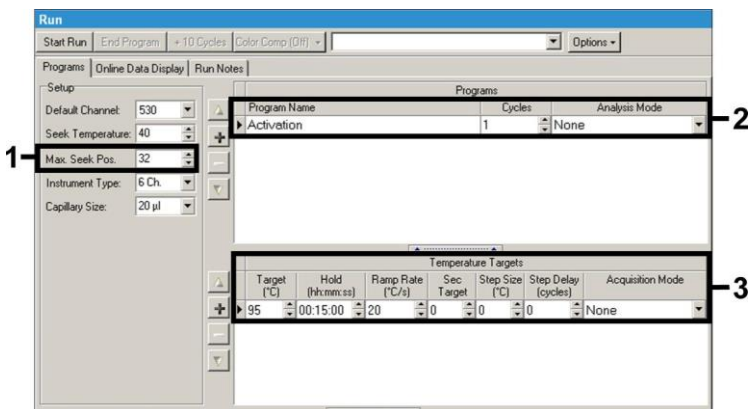 Run
Start Run End Program + 10 Cycles Color Comp (Off) Options
Programs Online Data Display Run Notes
Setup
Default Channel: 530
Seek Temperature: 40
1 Max. Seek Pos. 32
Instrument Type: 6 Ch.
Capillary Size: 20 µl
Programs
Program Name Cycles Analysis Mode
Activation 1 None 2
Temperature Targets
Target (°C) Hold (hh:mm:ss) Ramp Rate (°C/s) Sec Target Step Size (°C) Step Delay (cycles) Acquisition Mode
95 00:15:00 20 0 0 0 None 3